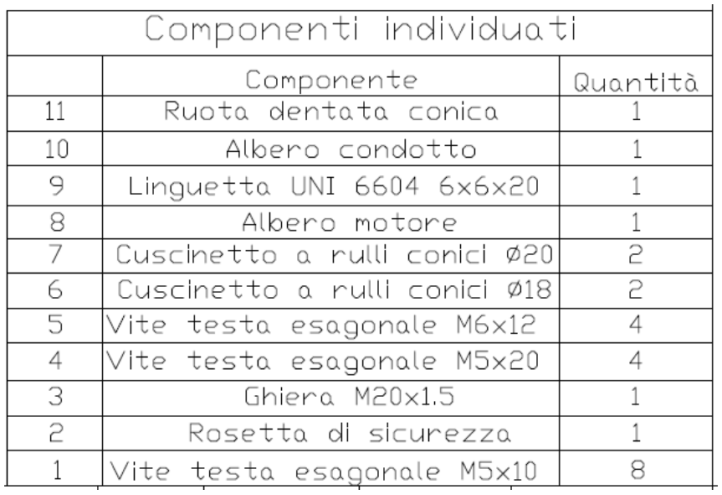 Componenti individuati
Componente Quantità
11 Ruota dentata conica 1
10 Albero condotto 1
9 Linguetta UNI 6604 6x6x20 1
8 Albero motore 1
7 Cuscinetto a rulli conici Ø20 2
6 Cuscinetto a rulli conici Ø18 2
5 Vite testa esagonale M6x12 4
4 Vite testa esagonale M5x20 4
3 Ghiera M20x1.5 1
2 Rosetta di sicurezza 1
1 Vite testa esagonale M5x10 8